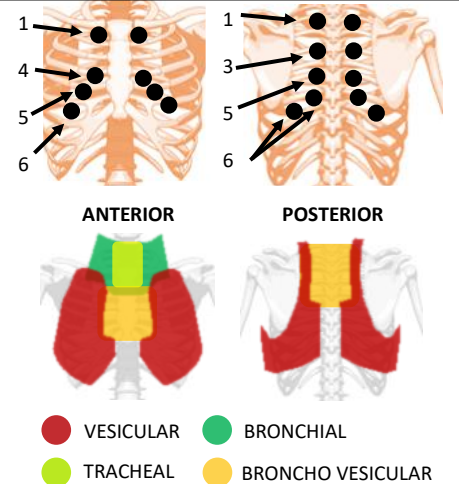 1
4
5
6
1
3
5
6
ANTERIOR
POSTERIOR
VESICULAR
BRONCHIAL
TRACHEAL
BRONCHO VESICULAR